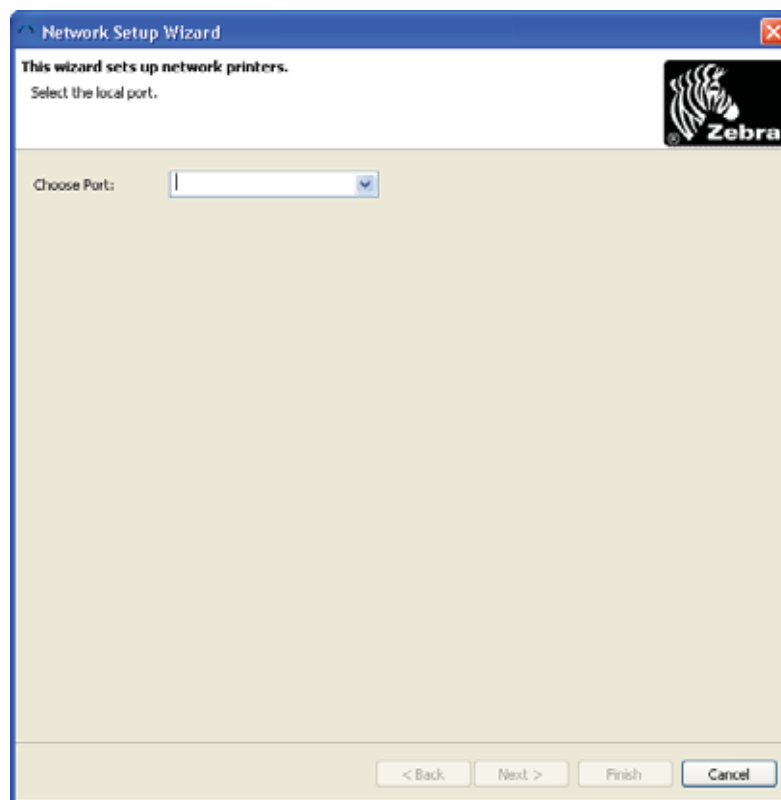 Network Setup Wizard
This wizard sets up network printers.
Select the local port.
® Zebra
Choose Port:
< Back Next > Finish Cancel